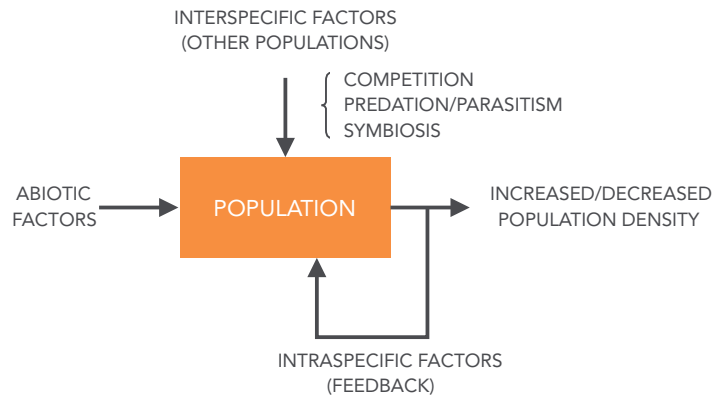 INTERSPECIFIC FACTORS
(OTHER POPULATIONS)
COMPETITION
PREDATION/PARASITISM
SYMBIOSIS
ABIOTIC
FACTORS
POPULATION
INCREASED/DECREASED
POPULATION DENSITY
INTRASPECIFIC FACTORS
(FEEDBACK)